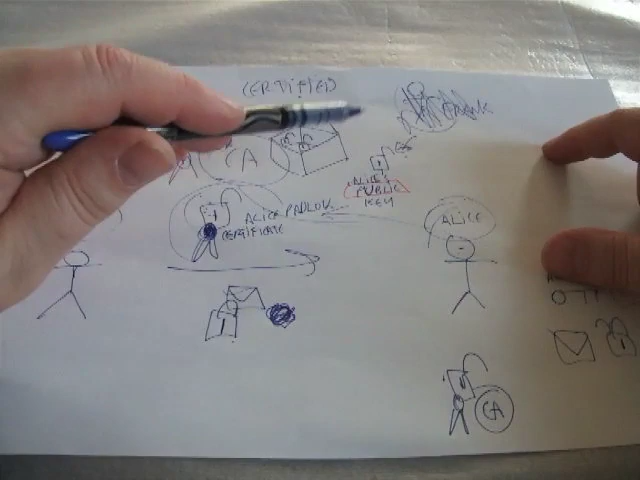 CERTIFIED
CA
ALICE
PUBLIC
KEY
ALICE PADLOCK
CERTIFICATE
ALICE
CA